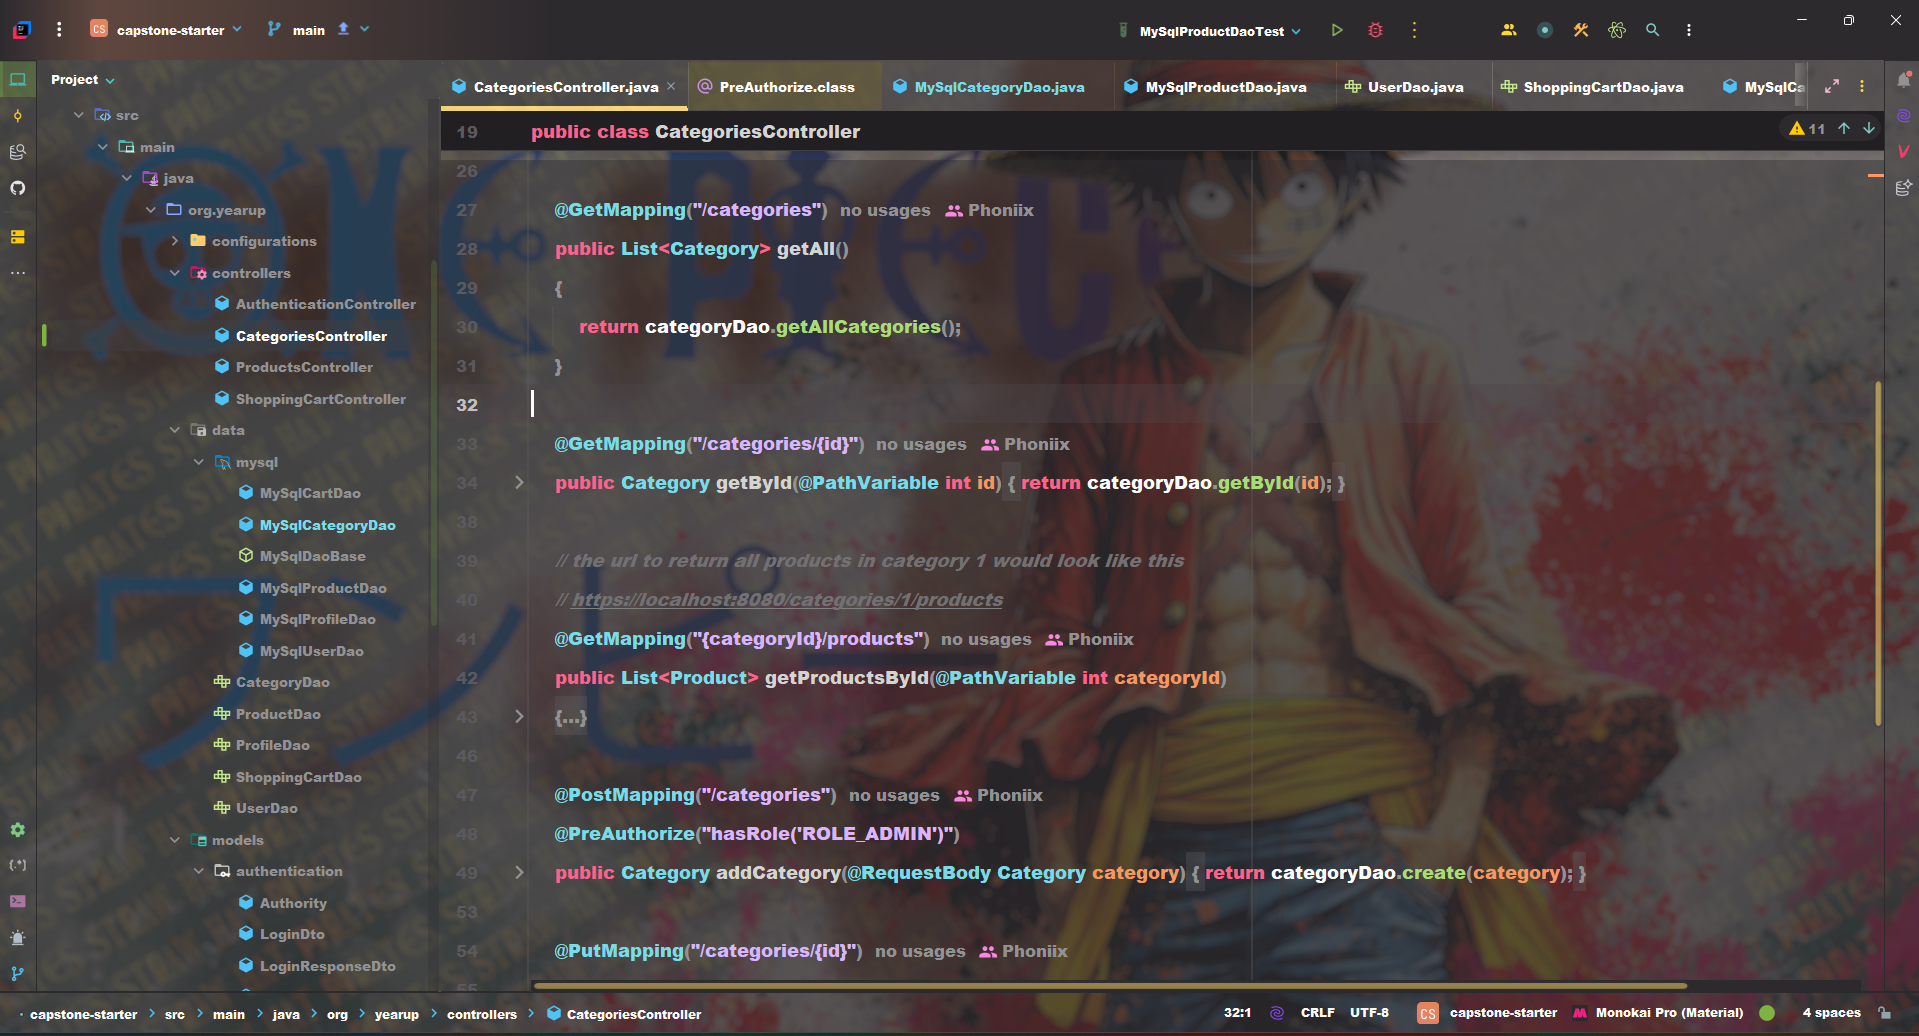 CS capstone-starter main MySqlProductDaoTest
Project
CategoriesController.java PreAuthorize.class MySqlCategoryDao.java MySqlProductDao.java UserDao.java ShoppingCartDao.java MySqlCa
src
main
java
org.yearup
configurations
controllers
AuthenticationController
CategoriesController
ProductsController
ShoppingCartController
data
mysql
MySqlCartDao
MySqlCategoryDao
MySqlDaoBase
MySqlProductDao
MySqlProfileDao
MySqlUserDao
CategoryDao
ProductDao
ProfileDao
ShoppingCartDao
UserDao
models
authentication
Authority
LoginDto
LoginResponseDto
19 public class CategoriesController
11
26
27 @GetMapping("/categories") no usages Phoniix
28 public List<Category> getAll()
29 {
30 return categoryDao.getAllCategories();
31 }
32
33 @GetMapping("/categories/{id}") no usages Phoniix
34 public Category getById(@PathVariable int id) { return categoryDao.getById(id); }
38
39 // the url to return all products in category 1 would look like this
40 // https://localhost:8080/categories/1/products
41 @GetMapping("{categoryId}/products") no usages Phoniix
42 public List<Product> getProductsById(@PathVariable int categoryId)
43 {...}
46
47 @PostMapping("/categories") no usages Phoniix
48 @PreAuthorize("hasRole('ROLE_ADMIN')")
49 public Category addCategory(@RequestBody Category category) { return categoryDao.create(category); }
53
54 @PutMapping("/categories/{id}") no usages Phoniix
55
capstone-starter > src > main > java > org > yearup > controllers > CategoriesController
32:1 CRLF UTF-8 CS capstone-starter Monokai Pro (Material) 4 spaces